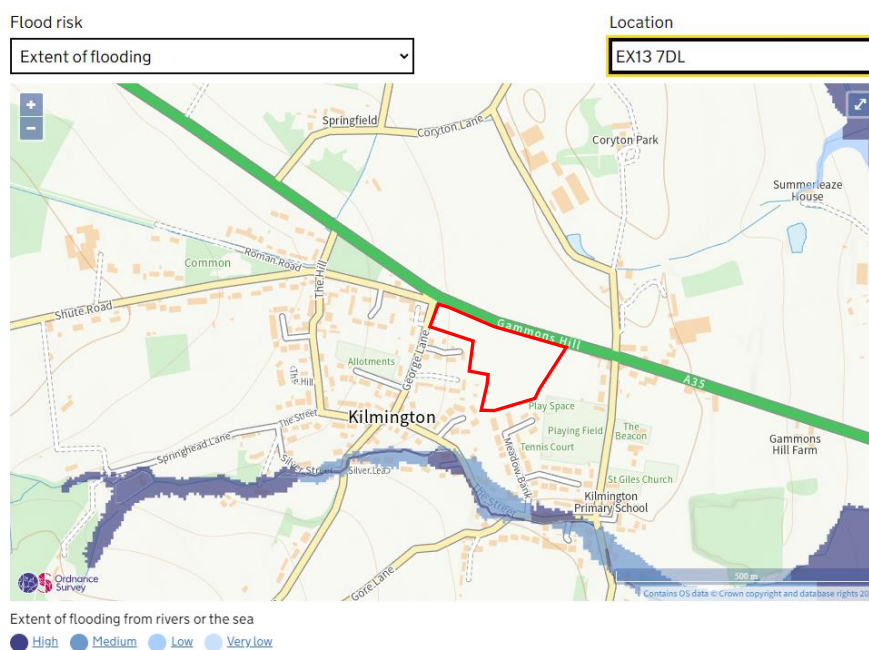 Flood risk
Location
Extent of flooding
EX13 7DL
+
−
Springfield
Coryton Lane
Coryton Park
Summerleaze
House
Common
Roman Road
The Hill
Shute Road
Gammons Hill
George Lane
Allotments
The Hill
A35
Play Space
Kilmington
The Street
Playing Field
The
Beacon
Tennis Court
Gammons
Hill Farm
Springhead Lane
Silver Street
Silver Lea
Meadow Bank
St Giles Church
The Street
Kilmington
Primary School
Gore Lane
Ordnance
Survey
500 m
Contains OS data © Crown copyright and database rights 20
Extent of flooding from rivers or the sea
High Medium Low Very low